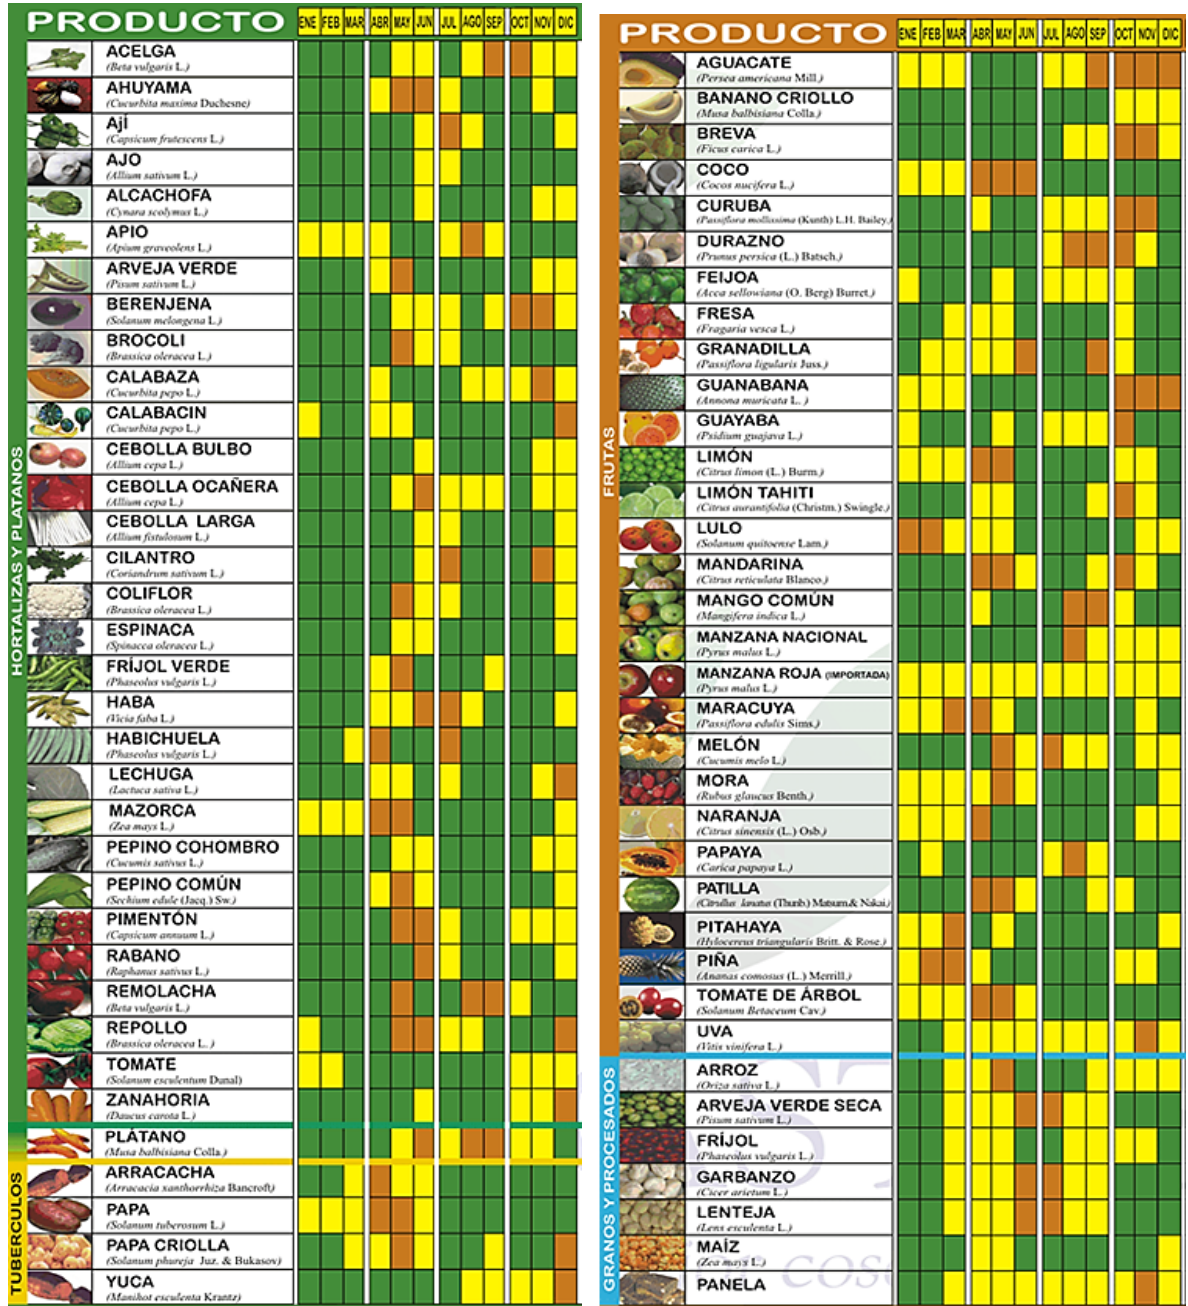 PRODUCTO ENE FEB MAR ABR MAY JUN JUL AGO SEP OCT NOV DIC
HORTALIZAS Y PLATANOS
ACELGA
(Beta vulgaris L.)
AHUYAMA
(Cucurbita maxima Duchesne)
AjÍ
(Capsicum frutescens L.)
AJO
(Allium sativum L.)
ALCACHOFA
(Cynara scolymus L.)
APIO
(Apium graveolens L.)
ARVEJA VERDE
(Pisum sativum L.)
BERENJENA
(Solanum melongena L.)
BROCOLI
(Brassica oleracea L.)
CALABAZA
(Cucurbita pepo L.)
CALABACIN
(Cucurbita pepo L.)
CEBOLLA BULBO
(Allium cepa L.)
CEBOLLA OCAÑERA
(Allium cepa L.)
CEBOLLA LARGA
(Allium fistulosum L.)
CILANTRO
(Coriandrum sativum L.)
COLIFLOR
(Brassica oleracea L.)
ESPINACA
(Spinacca oleracea L.)
FRÍJOL VERDE
(Phaseolus vulgaris L.)
HABA
(Vicia faba L.)
HABICHUELA
(Phaseolus vulgaris L.)
LECHUGA
(Lactuca sativa L.)
MAZORCA
(Zea mays L.)
PEPINO COHOMBRO
(Cucumis sativus L.)
PEPINO COMÚN
(Sechium edule (Jacq.) Sw.)
PIMENTÓN
(Capsicum annuum L.)
RABANO
(Raphanus sativus L.)
REMOLACHA
(Beta vulgaris L.)
REPOLLO
(Brassica oleracea L.)
TOMATE
(Solanum esculentum Dunal)
ZANAHORIA
(Daucus carota L.)
PLÁTANO
(Musa balbisiana Colla.)
TUBERCULOS
ARRACACHA
(Arracacia xanthorrhiza Bancroft)
PAPA
(Solanum tuberosum L.)
PAPA CRIOLLA
(Solanum phureja Juz. & Bukasov)
YUCA
(Manihot esculenta Krantz)
PRODUCTO ENE FEB MAR ABR MAY JUN JUL AGO SEP OCT NOV DIC
FRUTAS
AGUACATE
(Persea americana Mill.)
BANANO CRIOLLO
(Musa balbisiana Colla.)
BREVA
(Ficus carica L.)
COCO
(Cocos nucifera L.)
CURUBA
(Passiflora mollissima (Kunth) L.H. Bailey.)
DURAZNO
(Prunus persica (L.) Batsch.)
FEIJOA
(Acca sellowiana (O. Berg) Burret.)
FRESA
(Fragaria vesca L.)
GRANADILLA
(Passiflora ligularis Juss.)
GUANABANA
(Annona muricata L. )
GUAYABA
(Psidium guajava L.)
LIMÓN
(Citrus limon (L.) Burm.)
LIMÓN TAHITI
(Citrus aurantifolia (Christm.) Swingle.)
LULO
(Solanum quitoense Lam.)
MANDARINA
(Citrus reticulata Blanco.)
MANGO COMÚN
(Mangifera indica L.)
MANZANA NACIONAL
(Pyrus malus L.)
MANZANA ROJA (IMPORTADA)
(Pyrus malus L.)
MARACUYA
(Passiflora edulis Sims.)
MELÓN
(Cucumis melo L.)
MORA
(Rubus glaucus Benth.)
NARANJA
(Citrus sinensis (L.) Osb.)
PAPAYA
(Carica papaya L.)
PATILLA
(Citrullus lanatus (Thunb.) Matsum.& Nakai.)
PITAHAYA
(Hylocereus triangularis Britt. & Rose.)
PIÑA
(Ananas comosus (L.) Merrill.)
TOMATE DE ÁRBOL
(Solanum Betaceum Cav.)
UVA
(Vitis vinifera L.)
GRANOS Y PROCESADOS
ARROZ
(Oriza sativa L.)
ARVEJA VERDE SECA
(Pisum sativum L.)
FRÍJOL
(Phaseolus vulgaris L.)
GARBANZO
(Cicer arietum L.)
LENTEJA
(Lens esculenta L.)
MAÍZ
(Zea mays L.)
PANELA